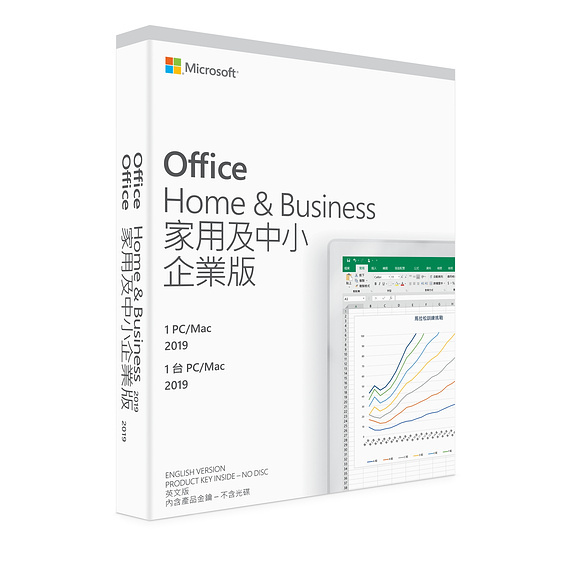 Microsoft
Office
Home & Business
家用及中小
企業版
1 PC/Mac
2019
1 台 PC/Mac
2019
ENGLISH VERSION
PRODUCT KEY INSIDE – NO DISC
英文版
內含產品金鑰 – 不含光碟
Office Home & Business 2019
Office 家用及中小企業版 2019